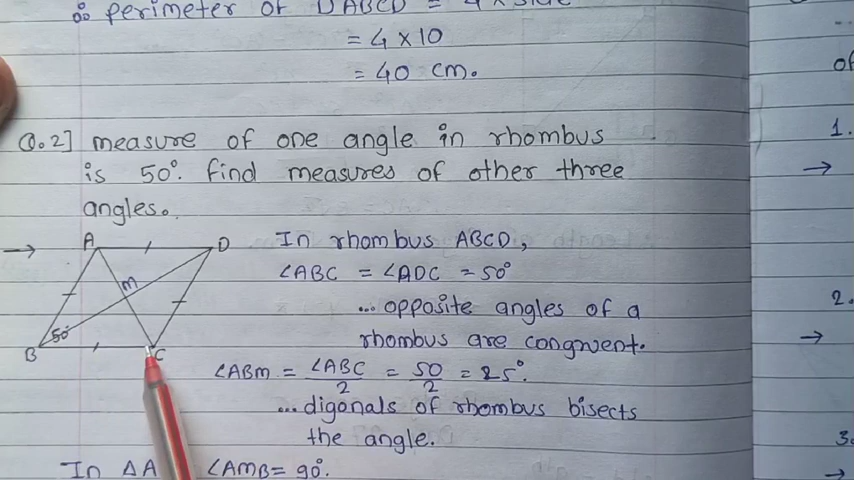 ∴ perimeter of □ABCD = 4 × side
= 4 × 10
= 40 cm.
Q.2] measure of one angle in rhombus
is 50°. find measures of other three
angles.
→ A D In rhombus ABCD,
∠ABC = ∠ADC = 50°
M
...opposite angles of a
50° rhombus are congruent.
B C
∠ABM = ∠ABC/2 = 50/2 = 25°.
...digonals of rhombus bisects
the angle.
In ΔA ∠AMB = 90°.
of
1.
→
2.
→
3.
→